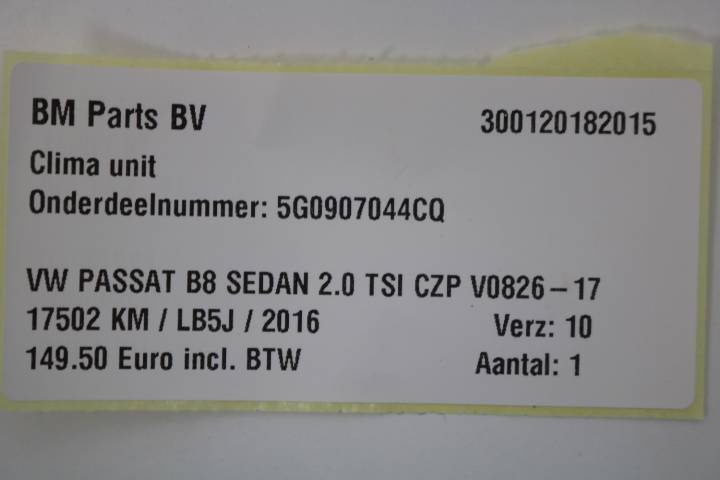 BM Parts BV 300120182015
Clima unit
Onderdeelnummer: 5G0907044CQ
VW PASSAT B8 SEDAN 2.0 TSI CZP V0826-17
17502 KM / LB5J / 2016 Verz: 10
149.50 Euro incl. BTW Aantal: 1